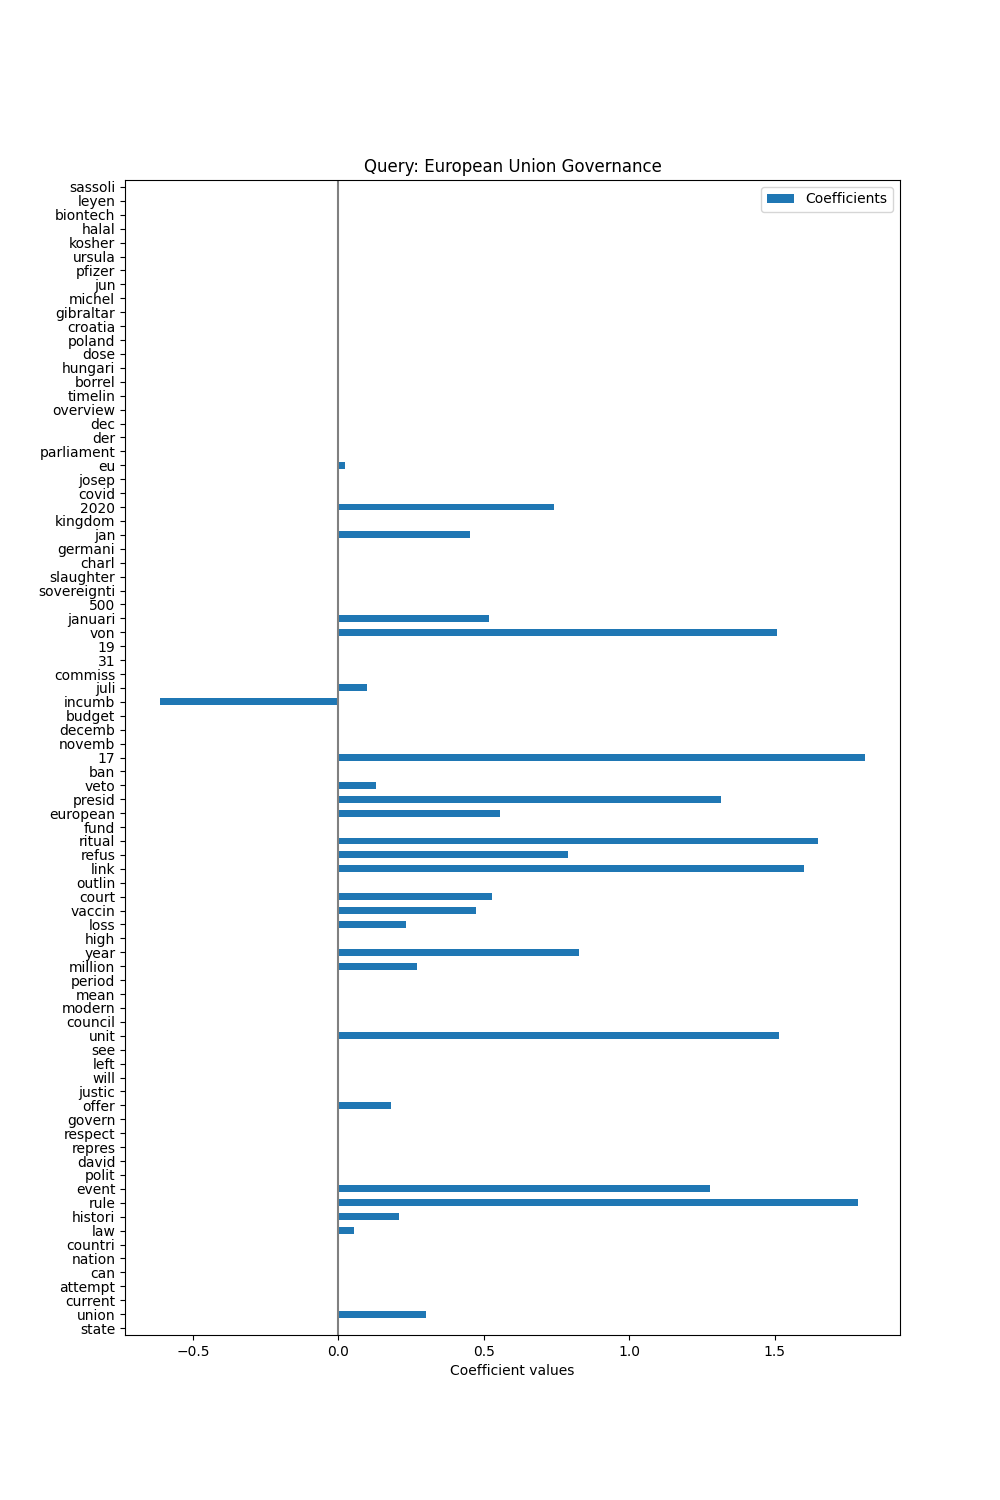 Query: European Union Governance
Coefficients
sassoli
leyen
biontech
halal
kosher
ursula
pfizer
jun
michel
gibraltar
croatia
poland
dose
hungari
borrel
timelin
overview
dec
der
parliament
eu
josep
covid
2020
kingdom
jan
germani
charl
slaughter
sovereignti
500
januari
von
19
31
commiss
juli
incumb
budget
decemb
novemb
17
ban
veto
presid
european
fund
ritual
refus
link
outlin
court
vaccin
loss
high
year
million
period
mean
modern
council
unit
see
left
will
justic
offer
govern
respect
repres
david
polit
event
rule
histori
law
countri
nation
can
attempt
current
union
state
−0.5 0.0 0.5 1.0 1.5
Coefficient values